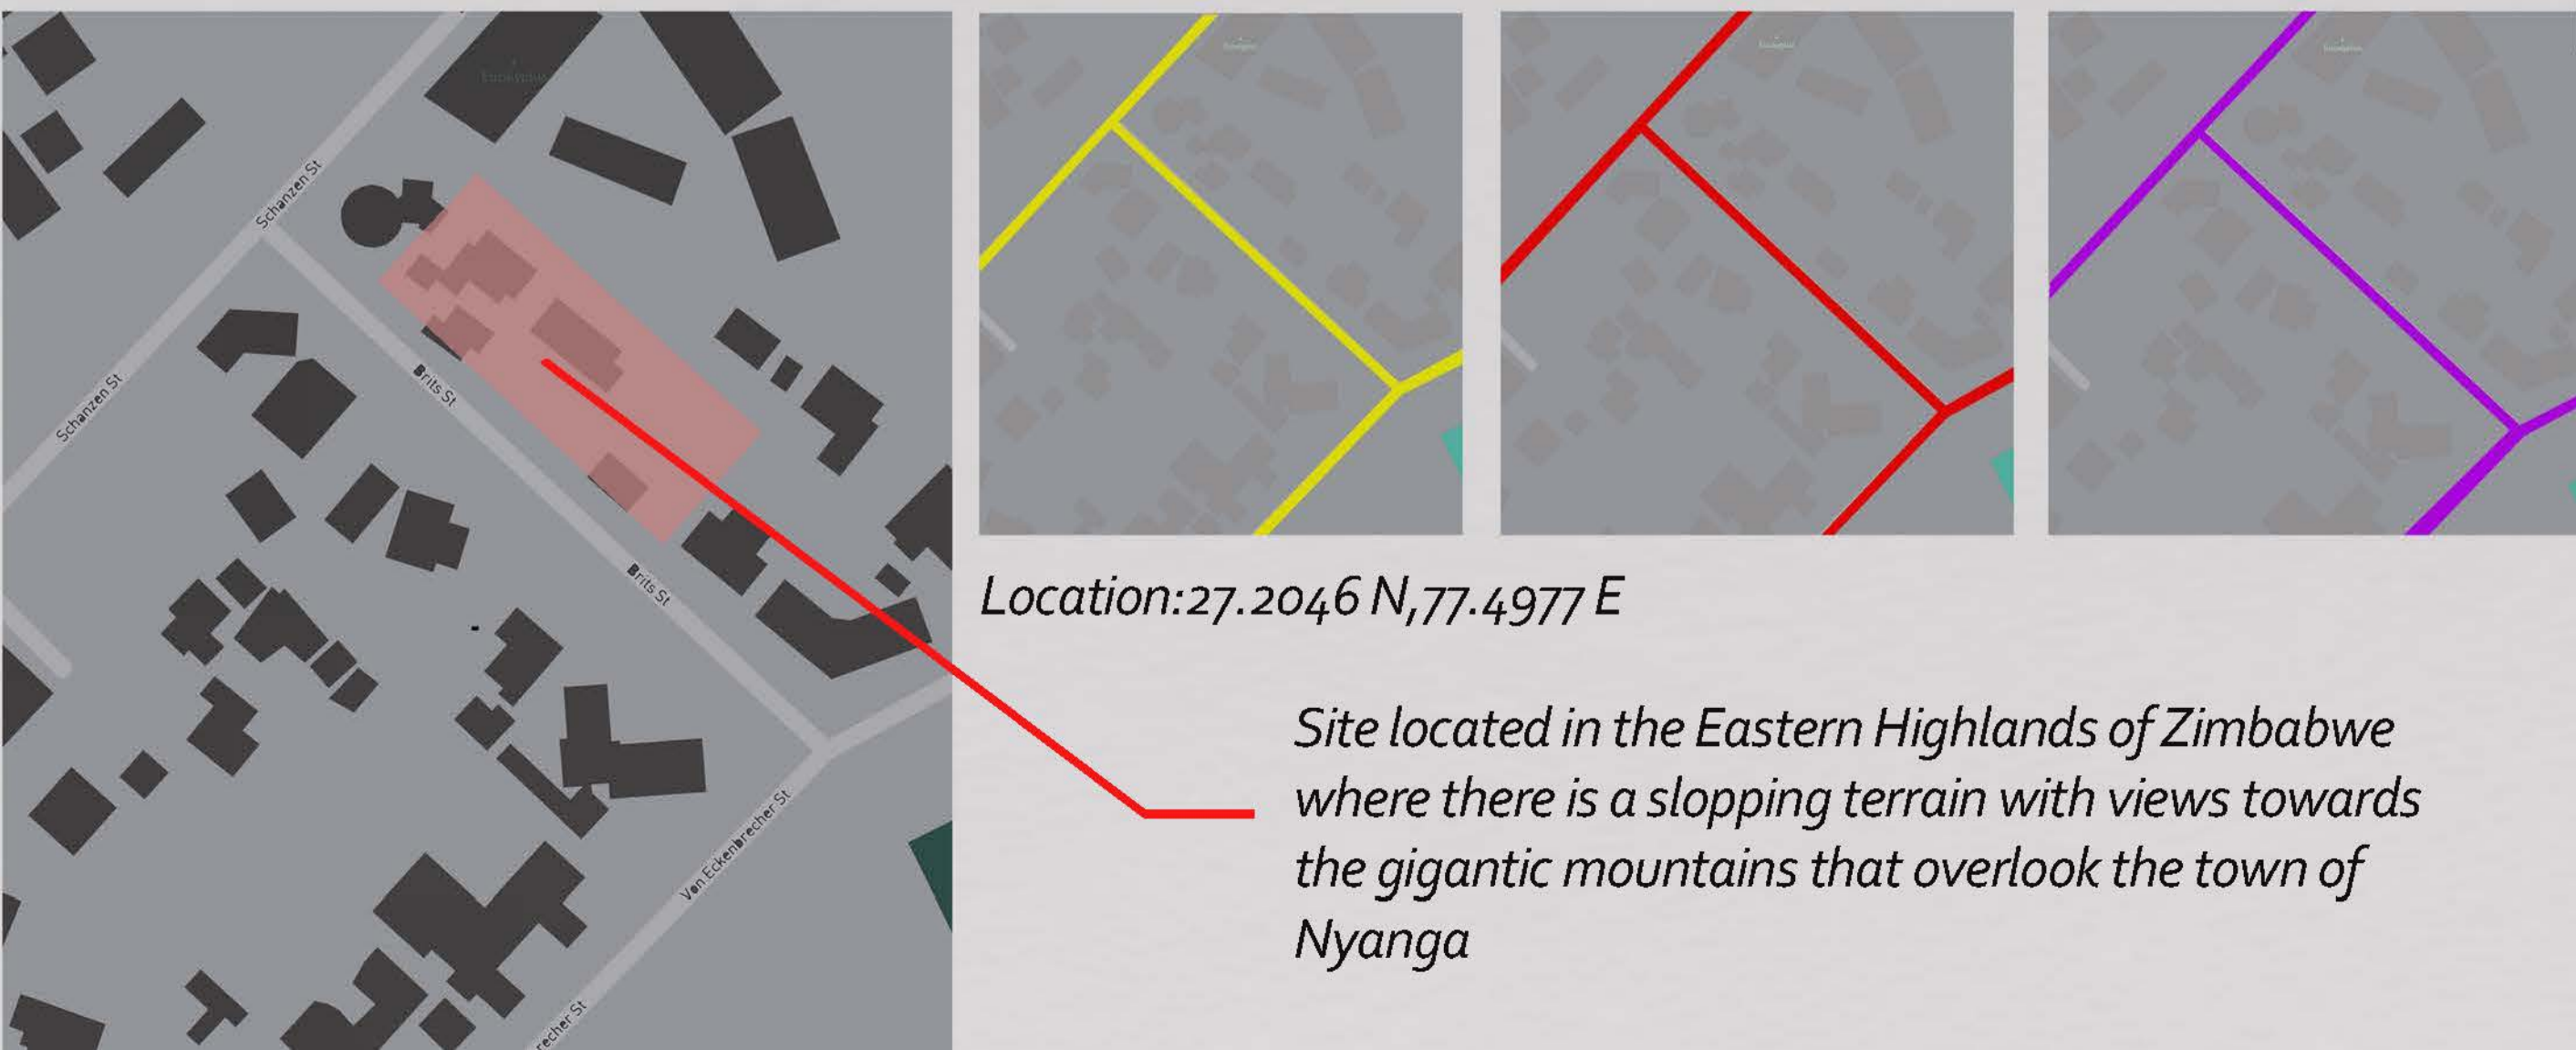 Eucalyptus
Schanzen St
Schanzen St
Brits St
Brits St
Von Eckenbrecher St
recher St
Location:27.2046 N,77.4977 E
Site located in the Eastern Highlands of Zimbabwe
where there is a slopping terrain with views towards
the gigantic mountains that overlook the town of
Nyanga